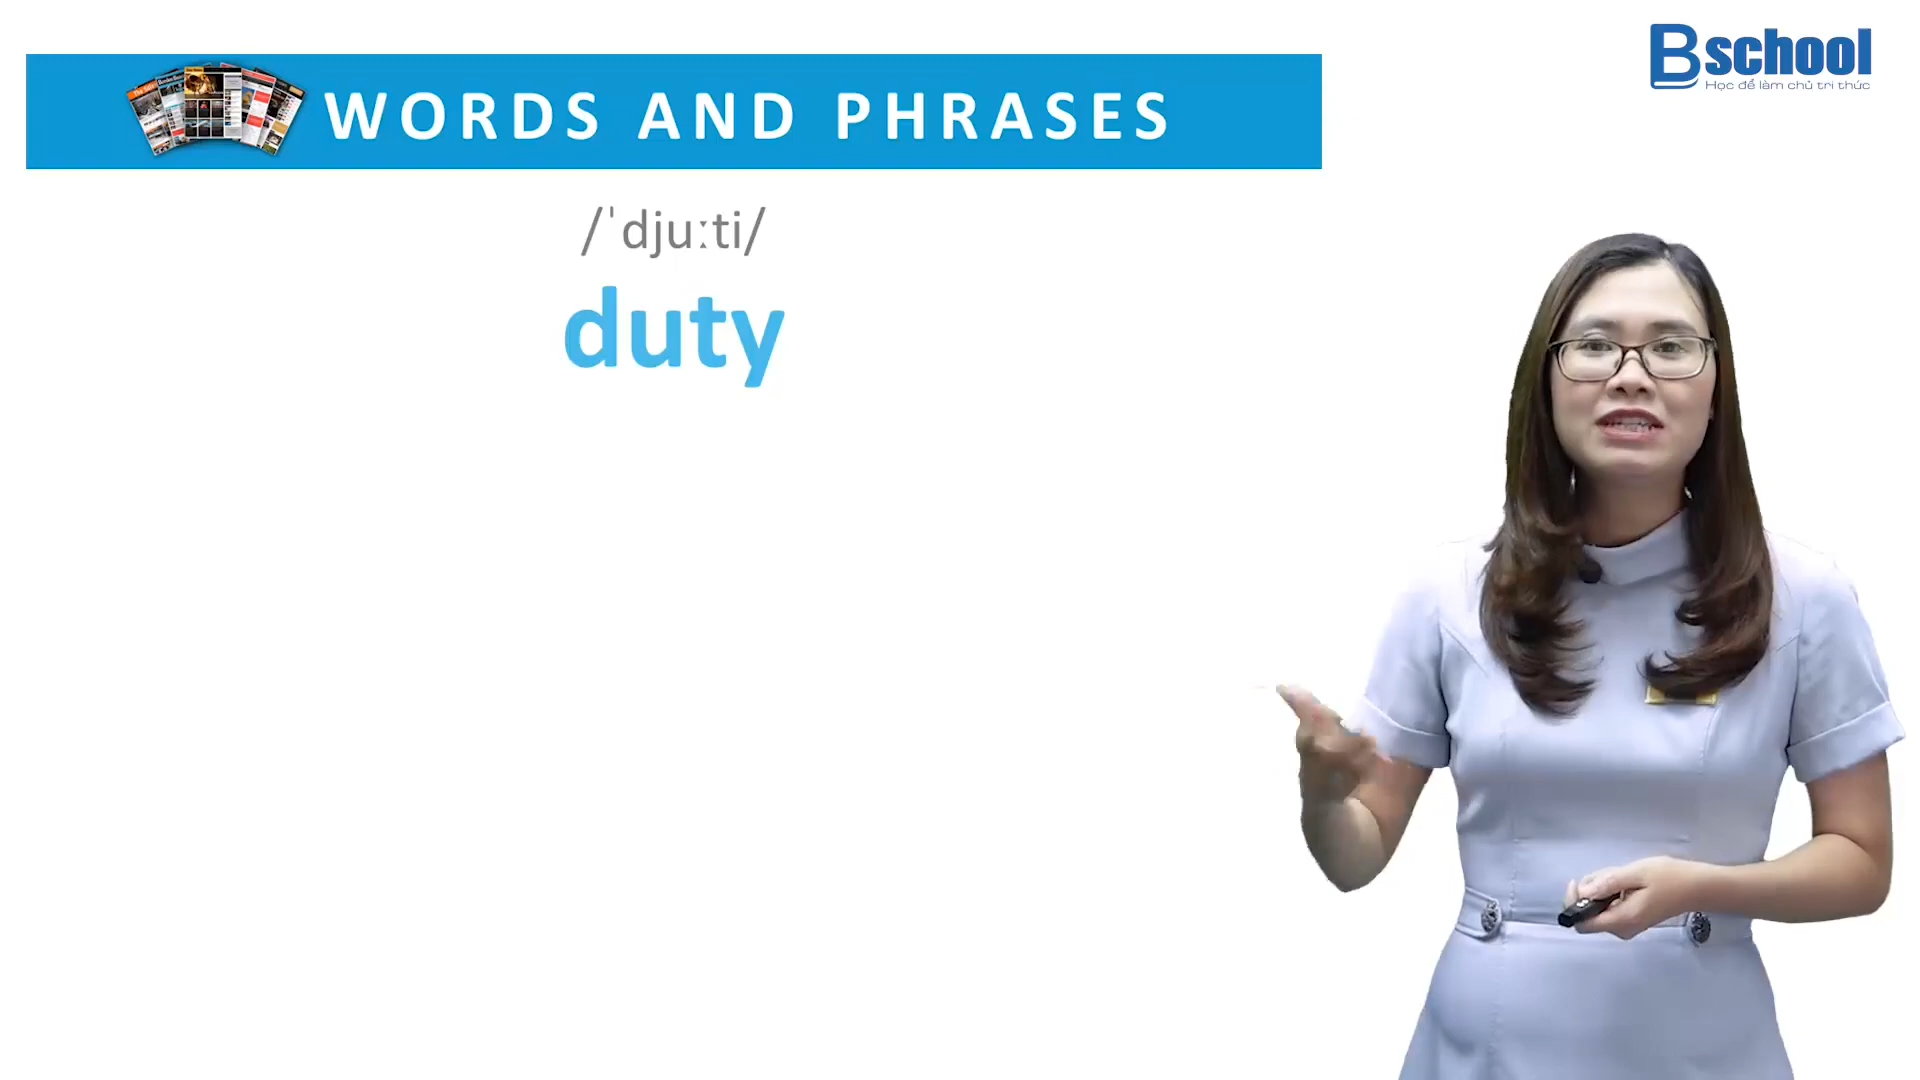 Bschool
Học để làm chủ tri thức
WORDS AND PHRASES
/ˈdjuːti/
duty